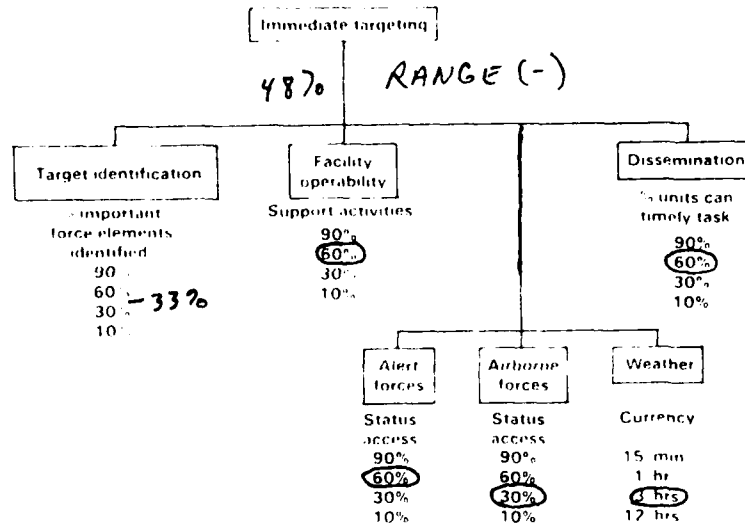 Immediate targeting
48% RANGE (-)
Target identification
important
force elements
identified
90
60
30% - 33%
10%
Facility
operability
Support activities
90%
60%
30%
10%
Dissemination
% units can
timely task
90%
60%
30%
10%
Alert
forces
Status
access
90%
60%
30%
10%
Airborne
forces
Status
access
90%
60%
30%
10%
Weather
Currency
15 min
1 hr
3 hrs
12 hrs